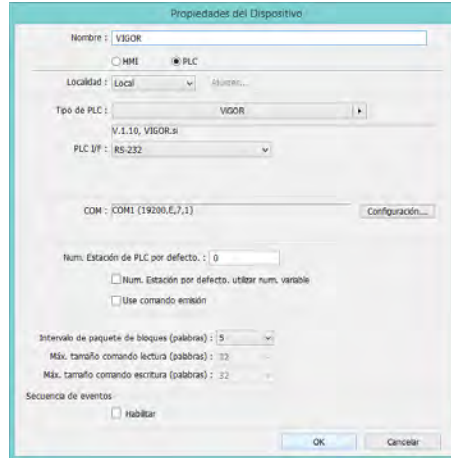 Propiedades del Dispositivo
Nombre : VIGOR
HMI PLC
Localidad : Local Ajustes...
Tipo de PLC : VIGOR
V.1.10, VIGOR.si
PLC I/F : RS-232
COM : COM1 (19200,E,7,1) Configuración...
Num. Estación de PLC por defecto. : 0
Num. Estación por defecto. utilizar num. variable
Use comando emisión
Intervalo de paquete de bloques (palabras) : 5
Máx. tamaño comando lectura (palabras) : 32
Máx. tamaño comando escritura (palabras) : 32
Secuencia de eventos
Habilitar
OK Cancelar